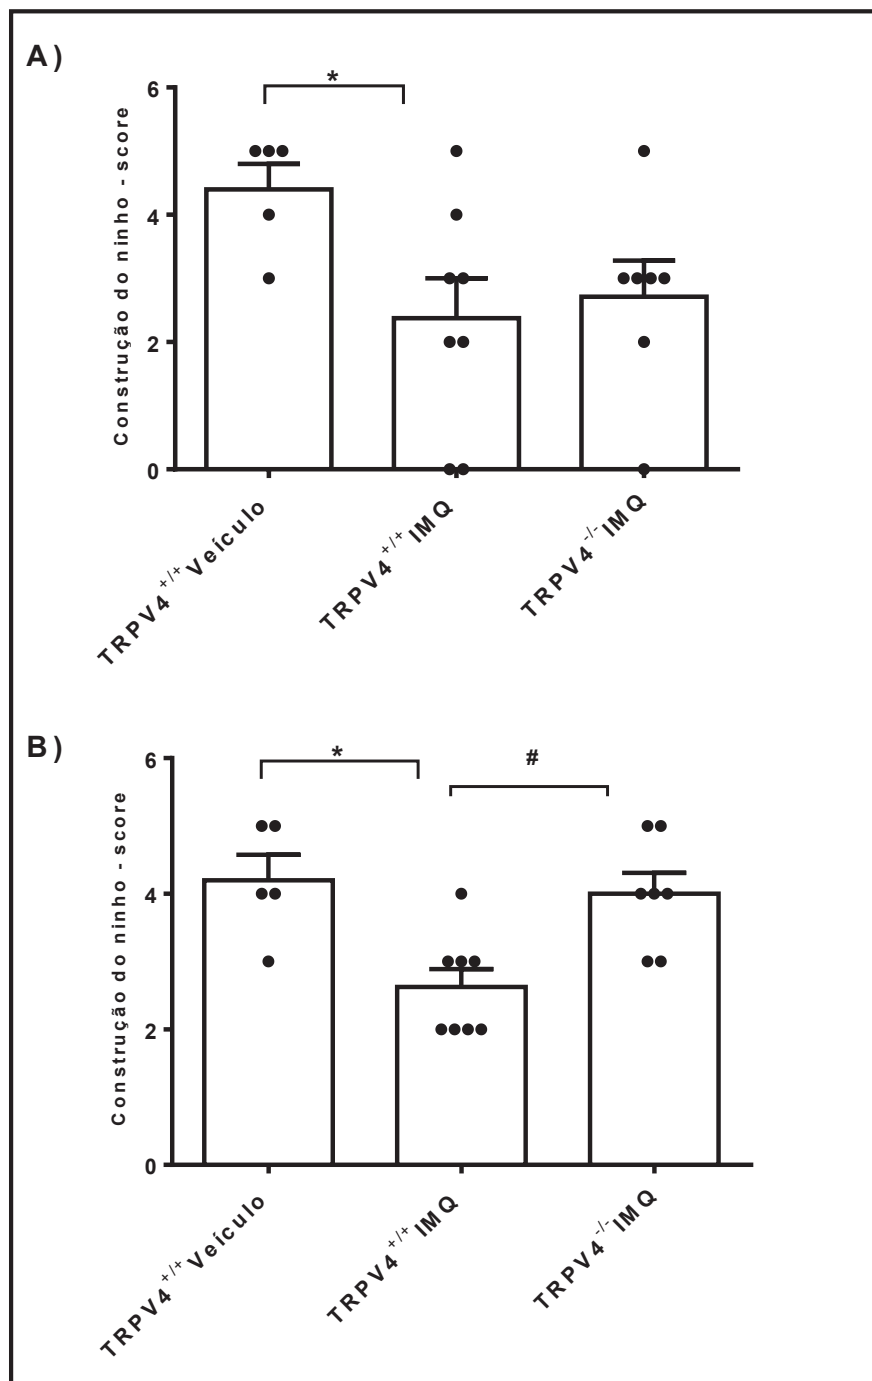 A)
*
6
4
2
0
Construção do ninho - score
TRPV4+/+ Veículo
TRPV4+/+ IMQ
TRPV4-/- IMQ
B)
*
#
6
4
2
0
Construção do ninho - score
TRPV4+/+ Veículo
TRPV4+/+ IMQ
TRPV4-/- IMQ